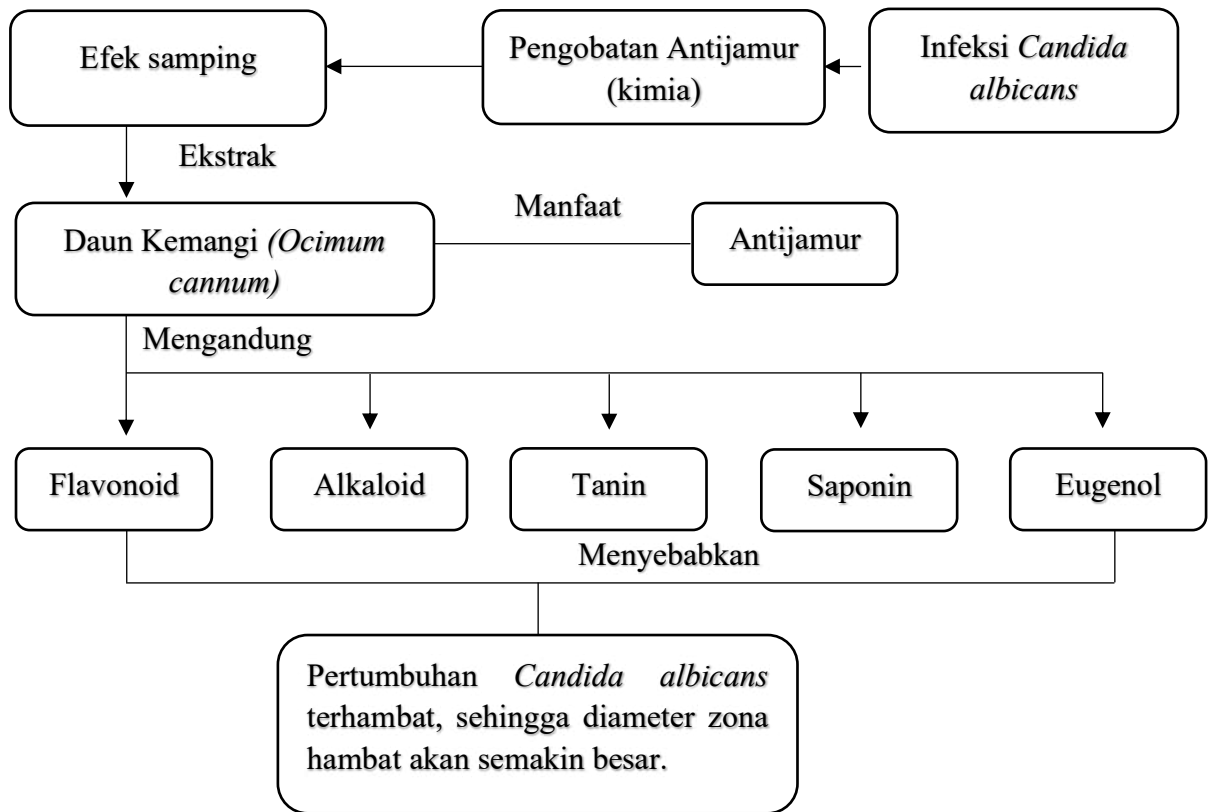 Efek samping
Pengobatan Antijamur
(kimia)
Infeksi Candida
albicans
Ekstrak
Daun Kemangi (Ocimum
cannum)
Manfaat
Antijamur
Mengandung
Flavonoid
Alkaloid
Tanin
Saponin
Eugenol
Menyebabkan
Pertumbuhan Candida albicans
terhambat, sehingga diameter zona
hambat akan semakin besar.